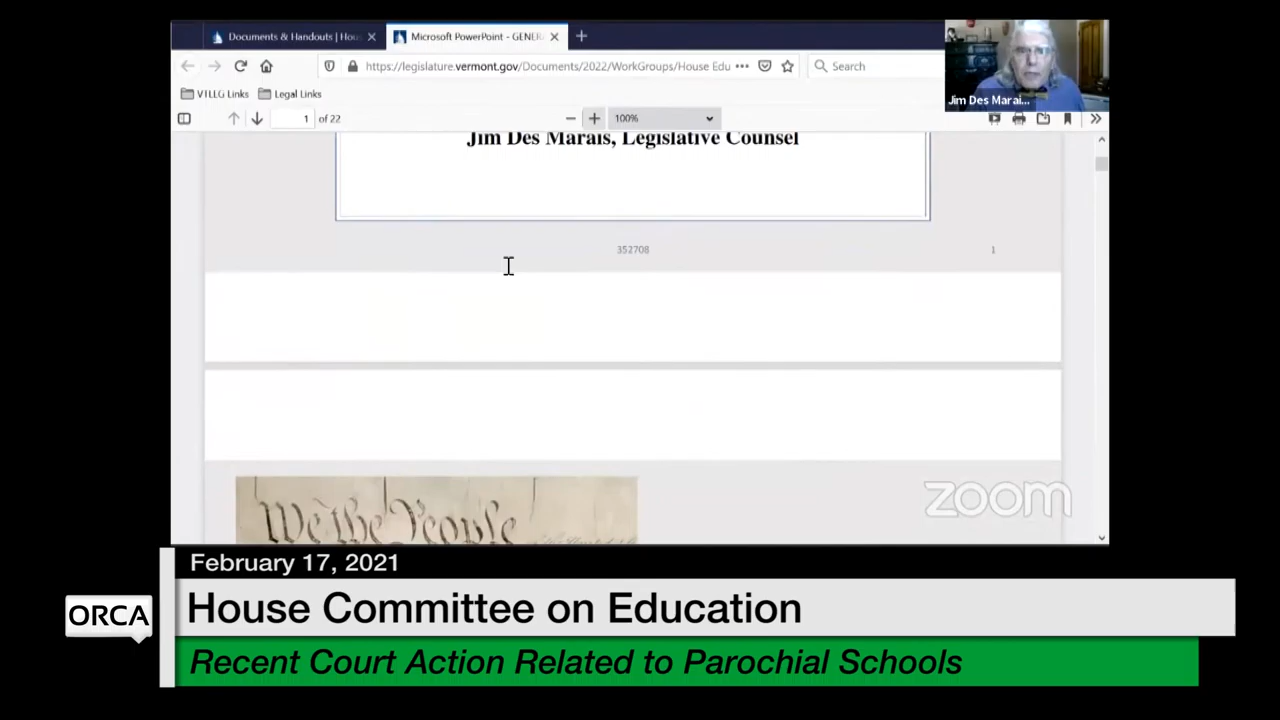 Documents & Handouts | Hou
Microsoft PowerPoint - GENERA
https://legislature.vermont.gov/Documents/2022/WorkGroups/House Edu
Search
Jim Des Marai...
VTLEG Links
Legal Links
1 of 22
100%
Jim Des Marais, Legislative Counsel
352708
1
We the People
zoom
February 17, 2021
ORCA
House Committee on Education
Recent Court Action Related to Parochial Schools